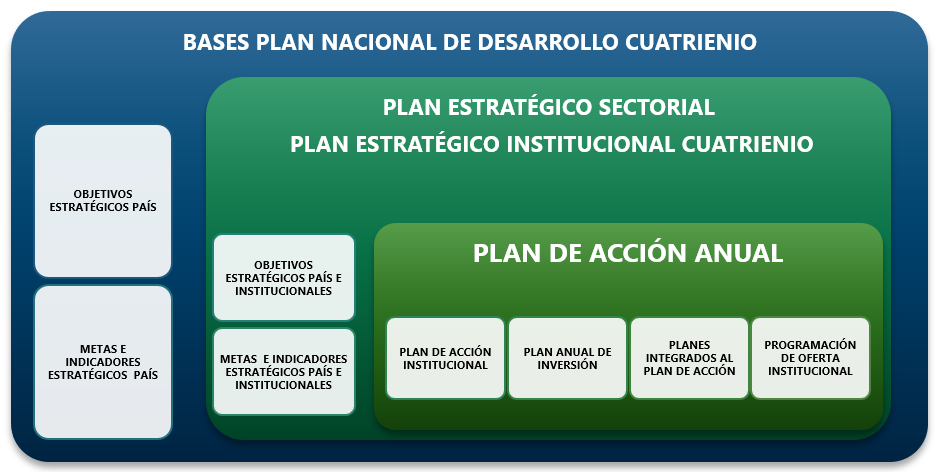 BASES PLAN NACIONAL DE DESARROLLO CUATRIENIO
PLAN ESTRATÉGICO SECTORIAL
PLAN ESTRATÉGICO INSTITUCIONAL CUATRIENIO
OBJETIVOS
ESTRATÉGICOS PAÍS
METAS E
INDICADORES
ESTRATÉGICOS PAÍS
OBJETIVOS
ESTRATÉGICOS PAÍS E
INSTITUCIONALES
METAS E INDICADORES
ESTRATÉGICOS PAÍS E
INSTITUCIONALES
PLAN DE ACCIÓN ANUAL
PLAN DE ACCIÓN
INSTITUCIONAL
PLAN ANUAL DE
INVERSIÓN
PLANES
INTEGRADOS AL
PLAN DE ACCIÓN
PROGRAMACIÓN
DE OFERTA
INSTITUCIONAL